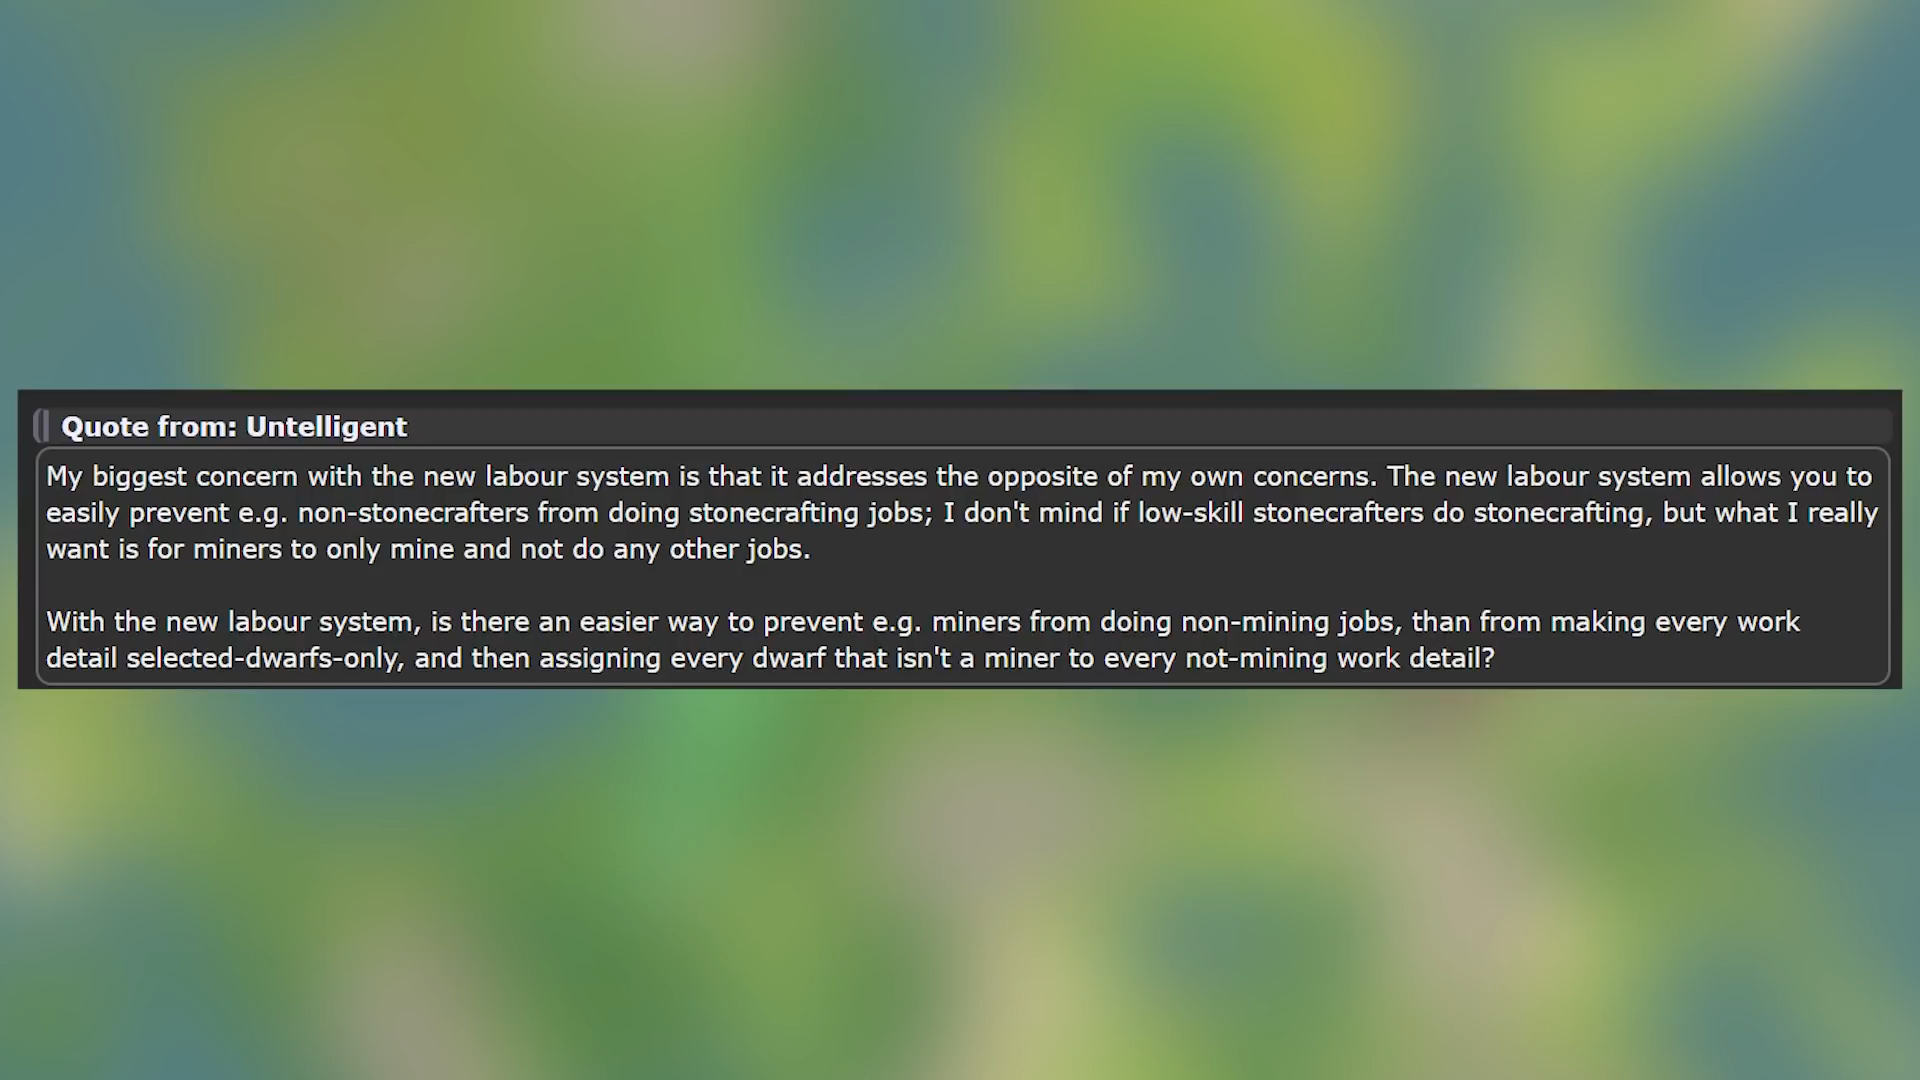 Quote from: Untelligent
My biggest concern with the new labour system is that it addresses the opposite of my own concerns. The new labour system allows you to
easily prevent e.g. non-stonecrafters from doing stonecrafting jobs; I don't mind if low-skill stonecrafters do stonecrafting, but what I really
want is for miners to only mine and not do any other jobs.
With the new labour system, is there an easier way to prevent e.g. miners from doing non-mining jobs, than from making every work
detail selected-dwarfs-only, and then assigning every dwarf that isn't a miner to every not-mining work detail?